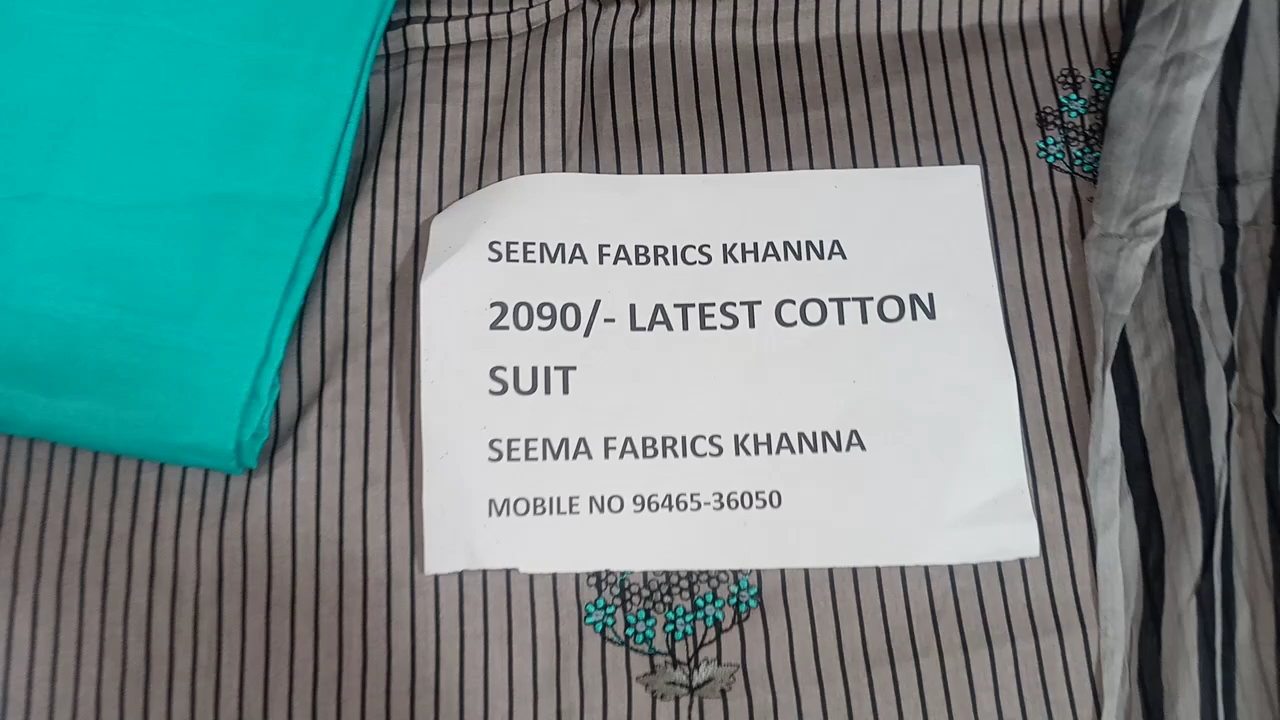 SEEMA FABRICS KHANNA
2090/- LATEST COTTON
SUIT
SEEMA FABRICS KHANNA
MOBILE NO 96465-36050